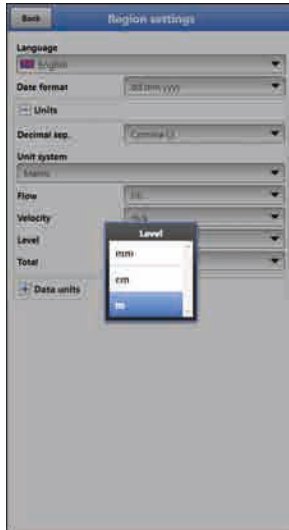 Back
Region settings
Language
English
Date format
dd.mm.yyyy
Units
Decimal sep.
Comma (,)
Unit system
Metric
Flow
Velocity
m/s
Level
Level
mm
cm
m
Total
Data units